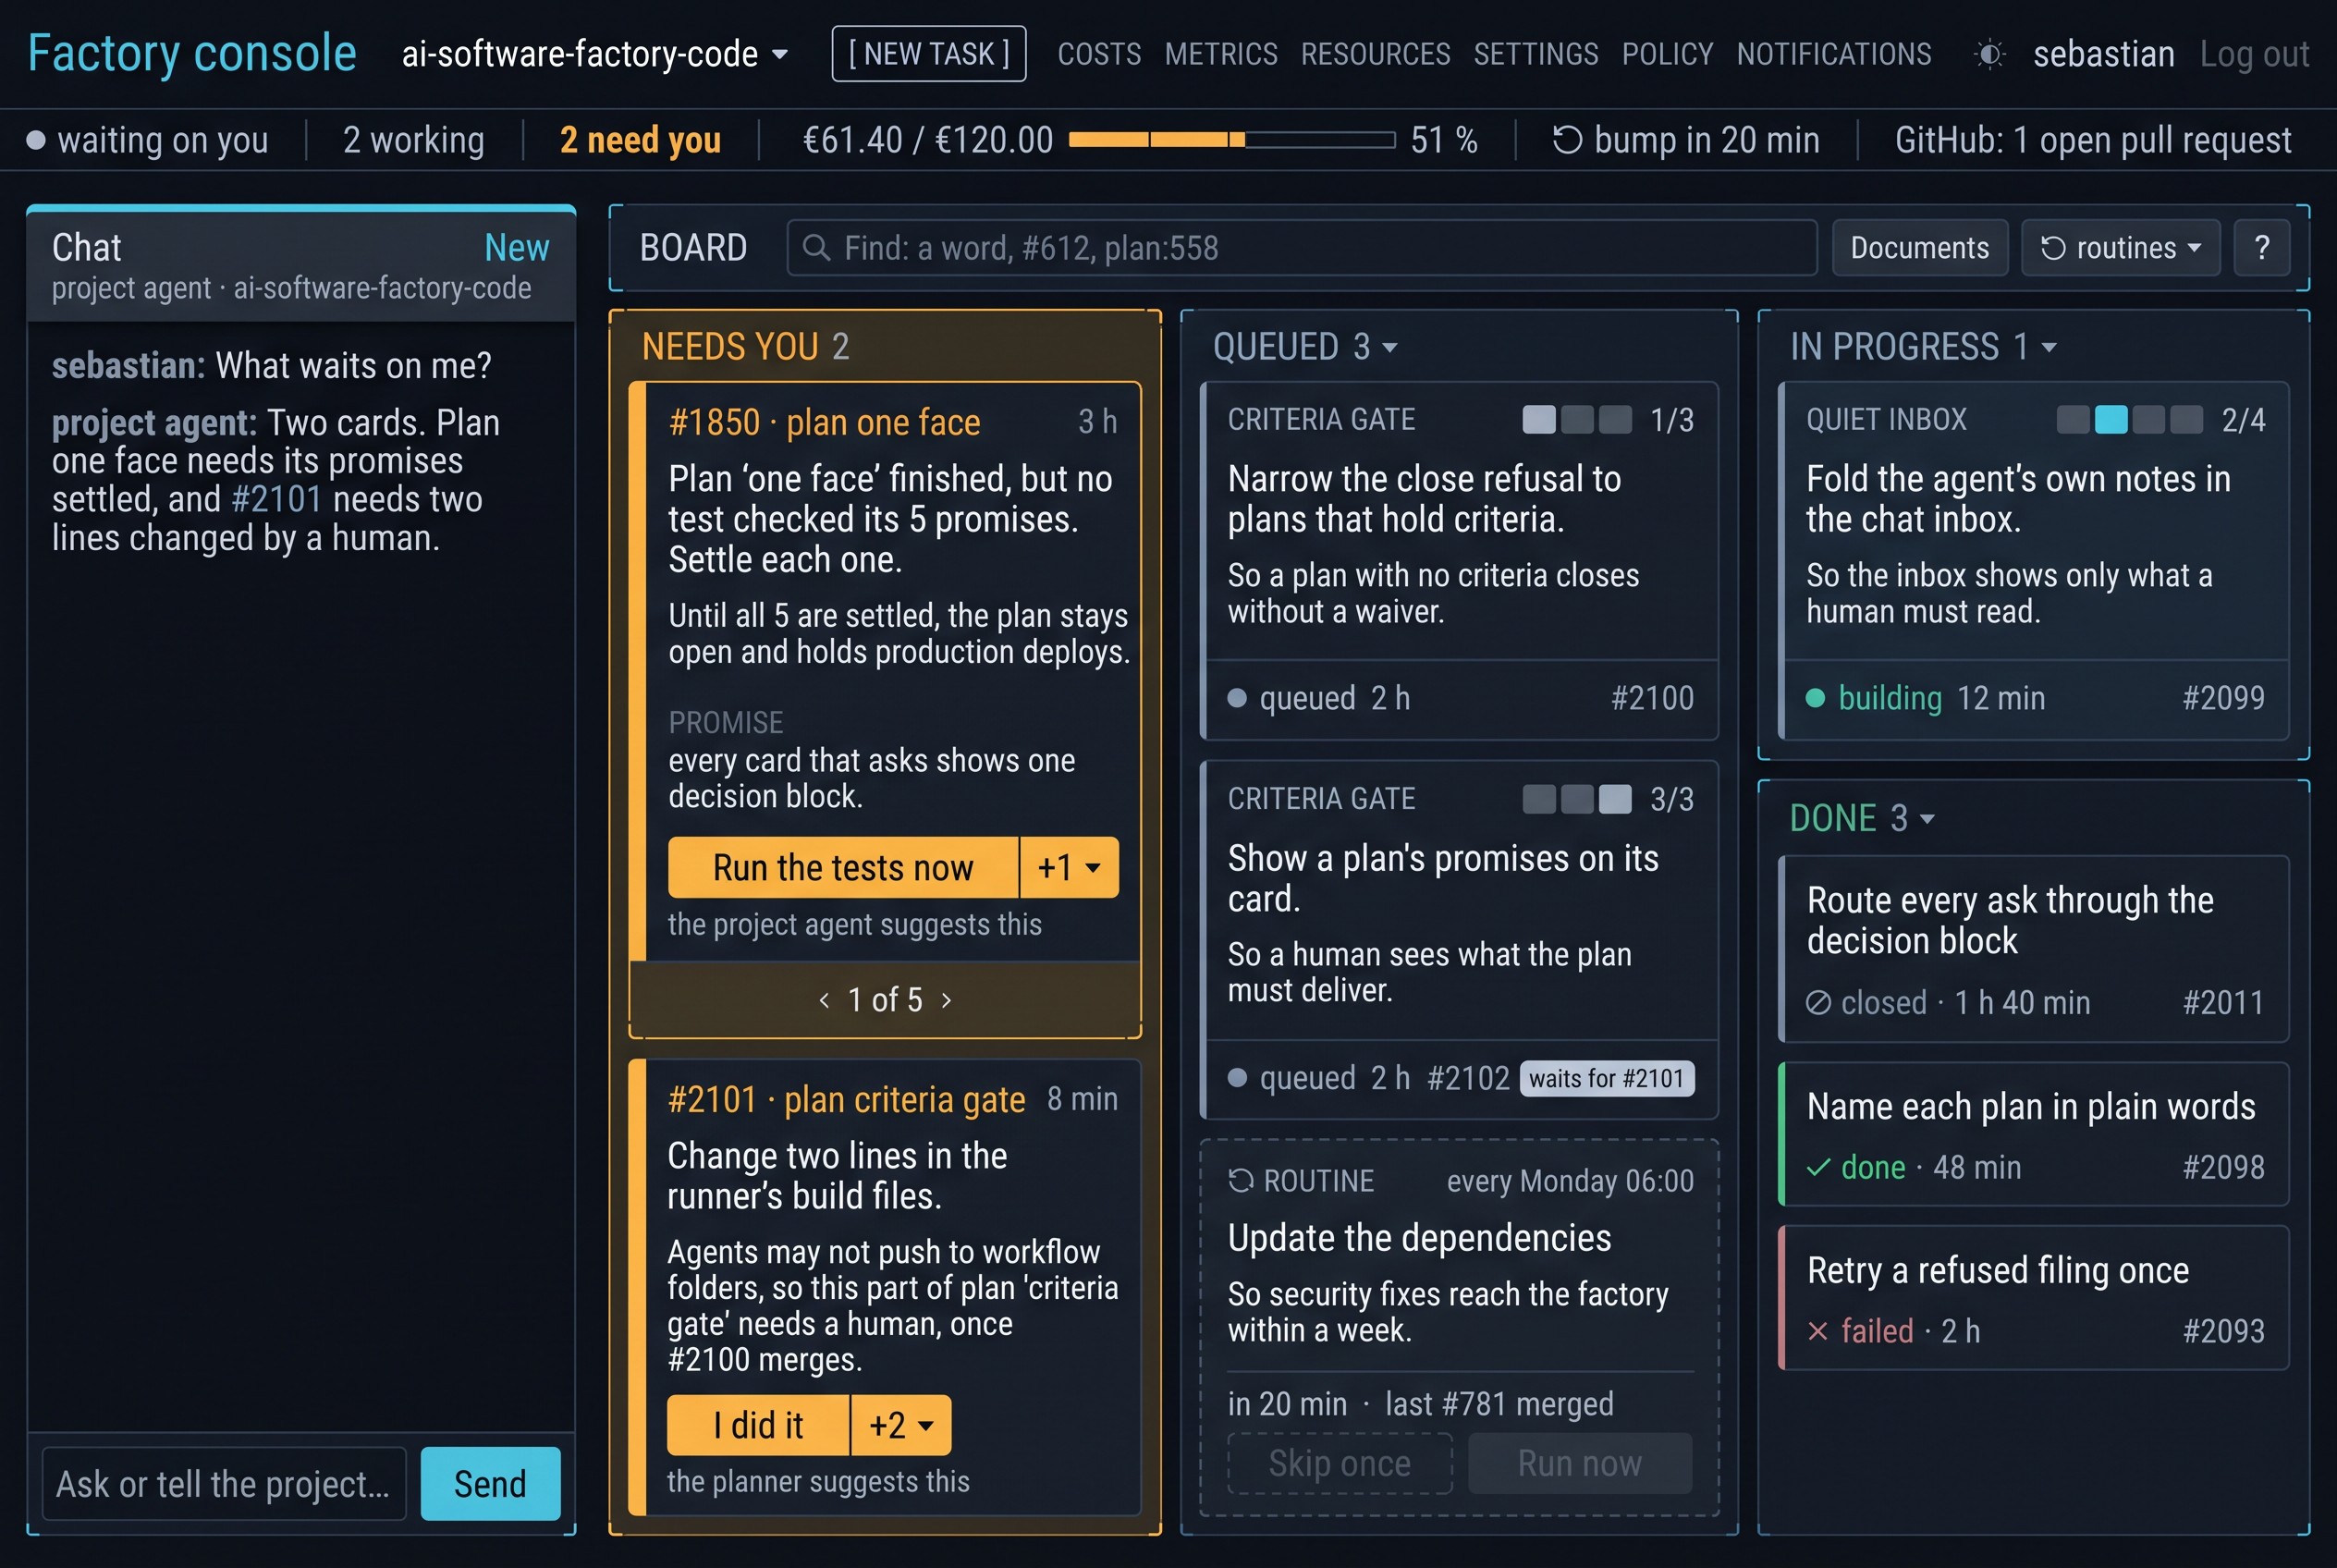 Factory console
ai-software-factory-code
[ NEW TASK ]
COSTS
METRICS
RESOURCES
SETTINGS
POLICY
NOTIFICATIONS
sebastian
Log out
waiting on you
2 working
2 need you
€61.40 / €120.00
51 %
bump in 20 min
GitHub: 1 open pull request
Chat
New
project agent · ai-software-factory-code
sebastian: What waits on me?
project agent: Two cards. Plan
one face needs its promises
settled, and #2101 needs two
lines changed by a human.
Ask or tell the project...
Send
BOARD
Find: a word, #612, plan:558
Documents
routines
?
NEEDS YOU 2
#1850 · plan one face
3 h
Plan ‘one face’ finished, but no
test checked its 5 promises.
Settle each one.
Until all 5 are settled, the plan stays
open and holds production deploys.
PROMISE
every card that asks shows one
decision block.
Run the tests now
+1
the project agent suggests this
‹ 1 of 5 ›
#2101 · plan criteria gate
8 min
Change two lines in the
runner’s build files.
Agents may not push to workflow
folders, so this part of plan 'criteria
gate' needs a human, once
#2100 merges.
I did it
+2
the planner suggests this
QUEUED 3
CRITERIA GATE
1/3
Narrow the close refusal to
plans that hold criteria.
So a plan with no criteria closes
without a waiver.
queued 2 h
#2100
CRITERIA GATE
3/3
Show a plan's promises on its
card.
So a human sees what the plan
must deliver.
queued 2 h
#2102
waits for #2101
ROUTINE
every Monday 06:00
Update the dependencies
So security fixes reach the factory
within a week.
in 20 min · last #781 merged
Skip once
Run now
IN PROGRESS 1
QUIET INBOX
2/4
Fold the agent’s own notes in
the chat inbox.
So the inbox shows only what a
human must read.
building 12 min
#2099
DONE 3
Route every ask through the
decision block
closed · 1 h 40 min
#2011
Name each plan in plain words
done · 48 min
#2098
Retry a refused filing once
failed · 2 h
#2093